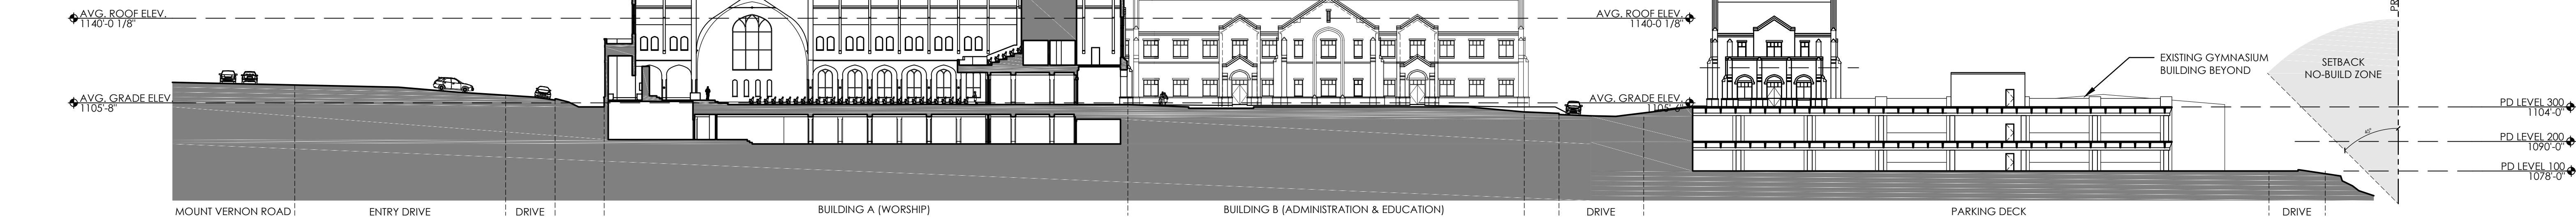 AVG. ROOF ELEV.
1140'-0 1/8"
AVG. GRADE ELEV.
1105'-8"
AVG. ROOF ELEV.
1140-0 1/8"
AVG. GRADE ELEV.
EXISTING GYMNASIUM
BUILDING BEYOND
SETBACK
NO-BUILD ZONE
PD LEVEL 300
1104'-0"
PD LEVEL 200
1090'-0"
PD LEVEL 100
1078'-0"
MOUNT VERNON ROAD
ENTRY DRIVE
DRIVE
BUILDING A (WORSHIP)
BUILDING B (ADMINISTRATION & EDUCATION)
DRIVE
PARKING DECK
DRIVE